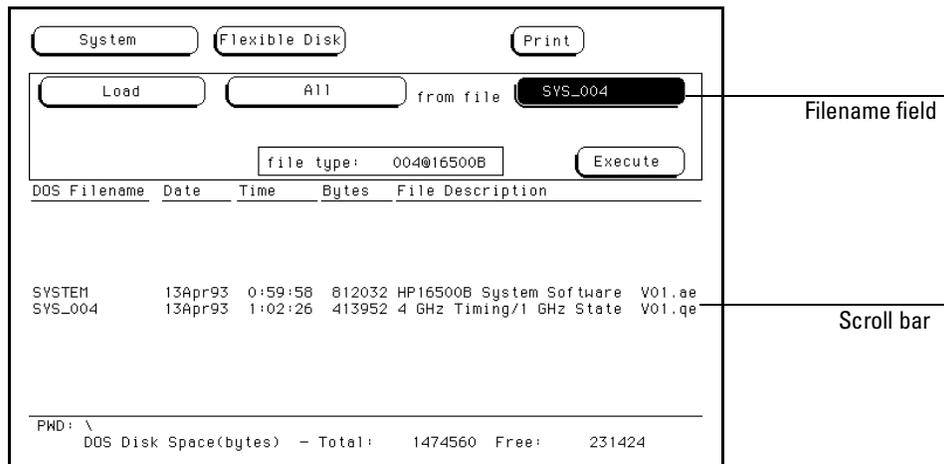 System Flexible Disk Print
Load All from file SYS_004
Filename field
file type: 004@16500B Execute
DOS Filename Date Time Bytes File Description
SYSTEM 13Apr93 0:59:58 812032 HP16500B System Software V01.ae
SYS_004 13Apr93 1:02:26 413952 4 GHz Timing/1 GHz State V01.qe
Scroll bar
PWD: \
DOS Disk Space(bytes) - Total: 1474560 Free: 231424